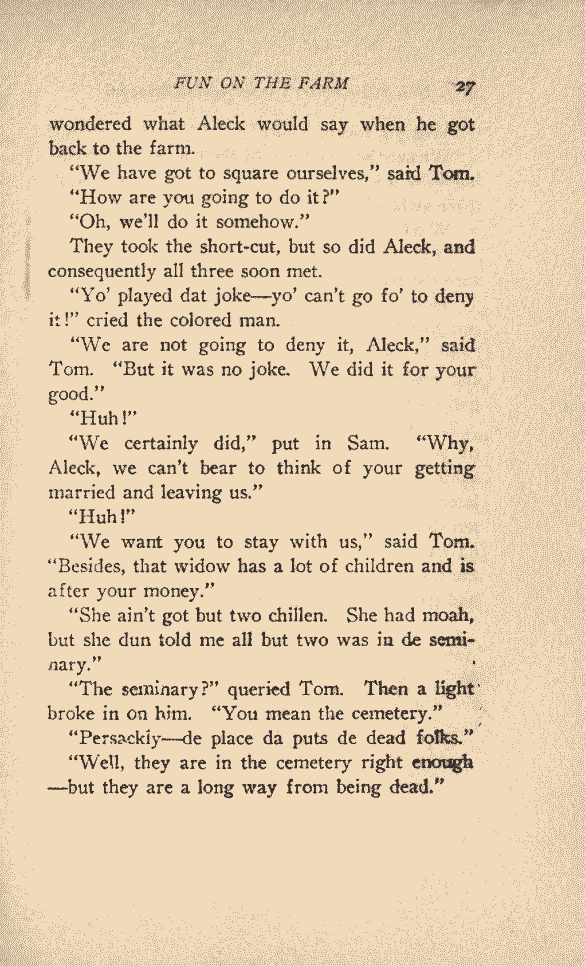 FUN ON THE FARM 27
wondered what Aleck would say when he got
back to the farm.
“We have got to square ourselves,” said Tom.
“How are you going to do it?”
“Oh, we’ll do it somehow.”
They took the short-cut, but so did Aleck, and
consequently all three soon met.
“Yo’ played dat joke—yo’ can’t go fo’ to deny
it!” cried the colored man.
“We are not going to deny it, Aleck,” said
Tom. “But it was no joke. We did it for your
good.”
“Huh!”
“We certainly did,” put in Sam. “Why,
Aleck, we can’t bear to think of your getting
married and leaving us.”
“Huh!”
“We want you to stay with us,” said Tom.
“Besides, that widow has a lot of children and is
after your money.”
“She ain’t got but two chillen. She had moah,
but she dun told me all but two was in de semi-
nary.”
“The seminary?” queried Tom. Then a light
broke in on him. “You mean the cemetery.”
“Persackly—de place da puts de dead folks.”
“Well, they are in the cemetery right enough
—but they are a long way from being dead.”